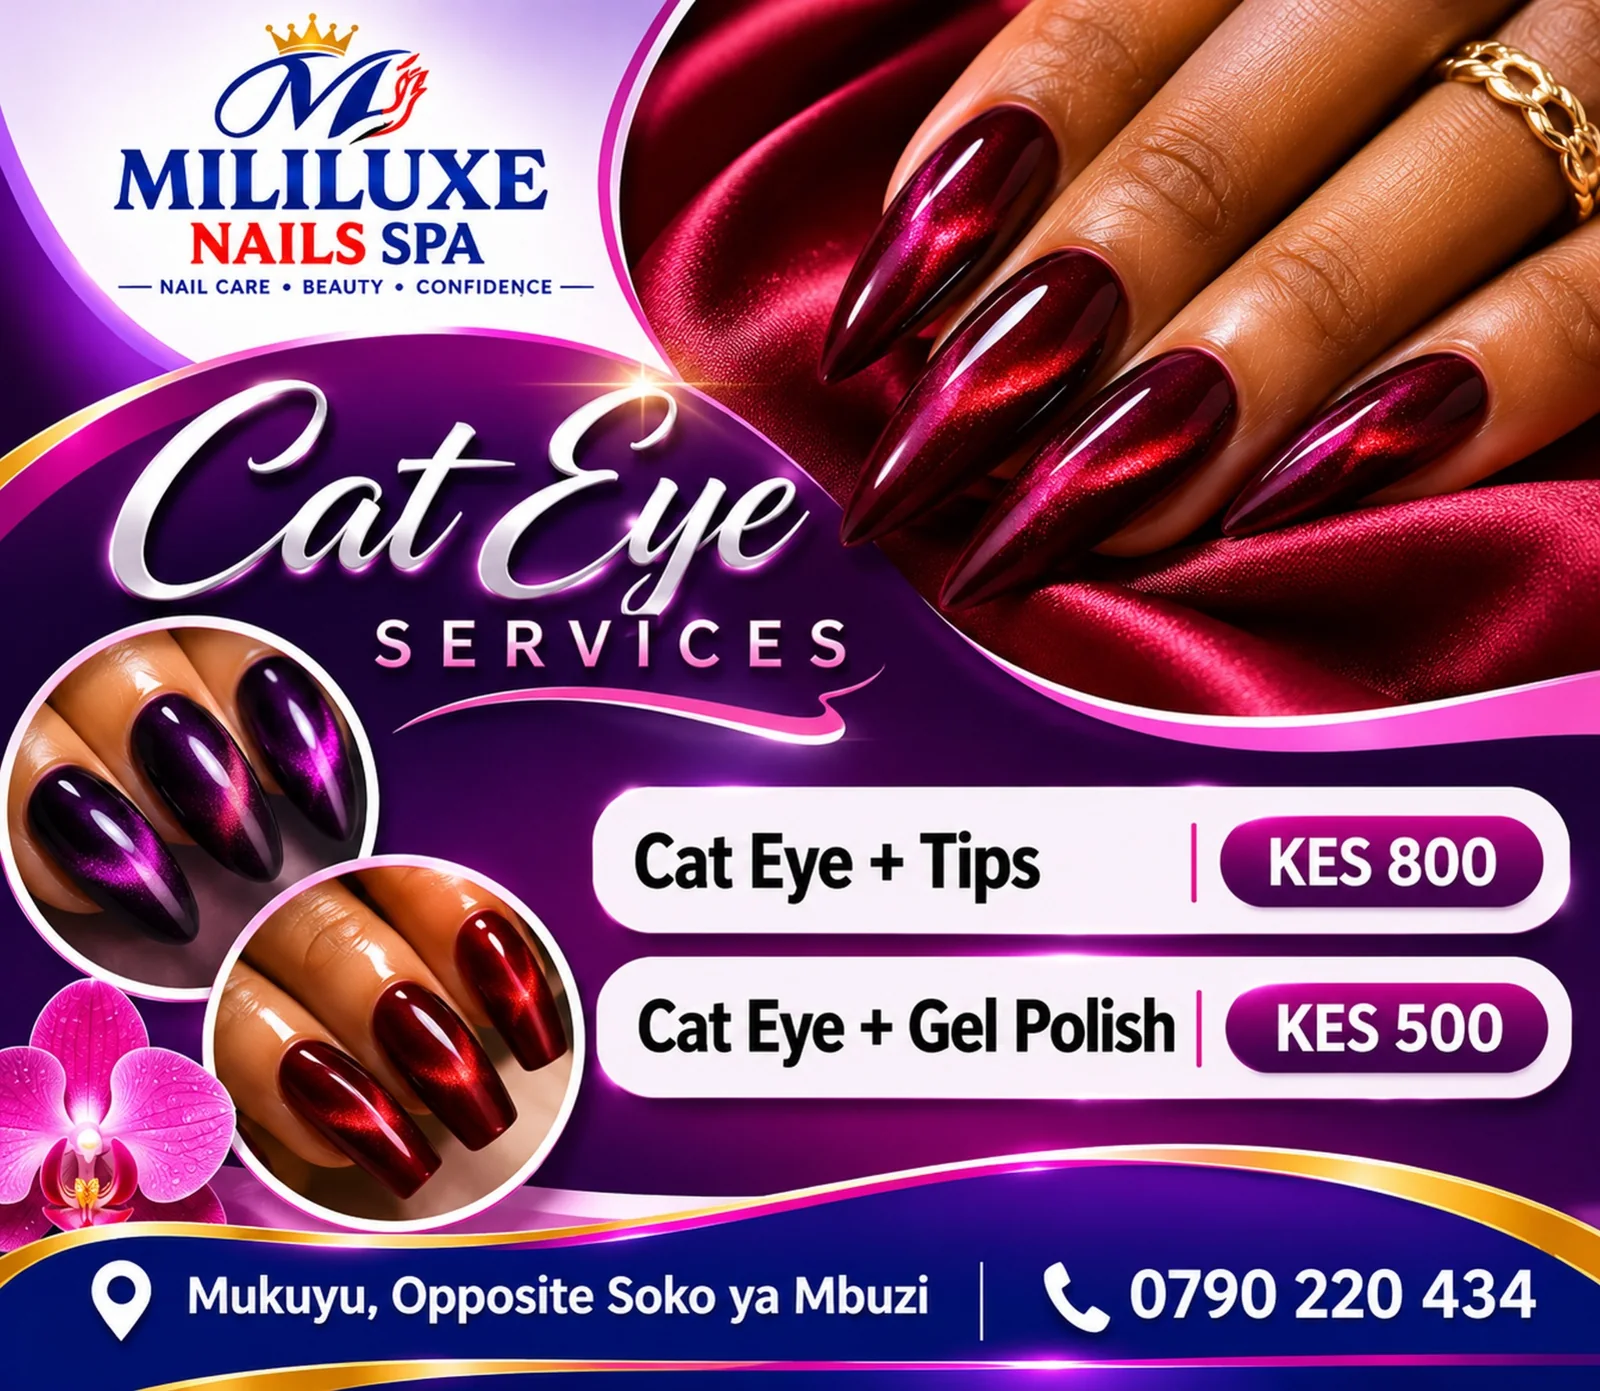 MILILUXE
NAILS SPA
NAIL CARE • BEAUTY • CONFIDENCE
Cat Eye
SERVICES
Cat Eye + Tips | KES 800
Cat Eye + Gel Polish | KES 500
Mukuyu, Opposite Soko ya Mbuzi | 0790 220 434